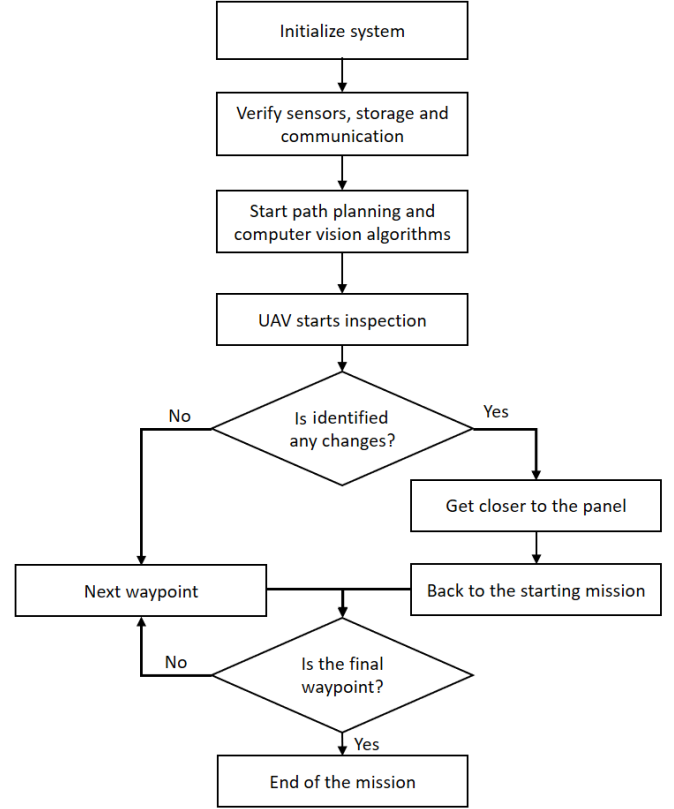 Initialize system
Verify sensors, storage and
communication
Start path planning and
computer vision algorithms
UAV starts inspection
Is identified
any changes?
No
Yes
Get closer to the panel
Next waypoint
Back to the starting mission
Is the final
waypoint?
No
Yes
End of the mission